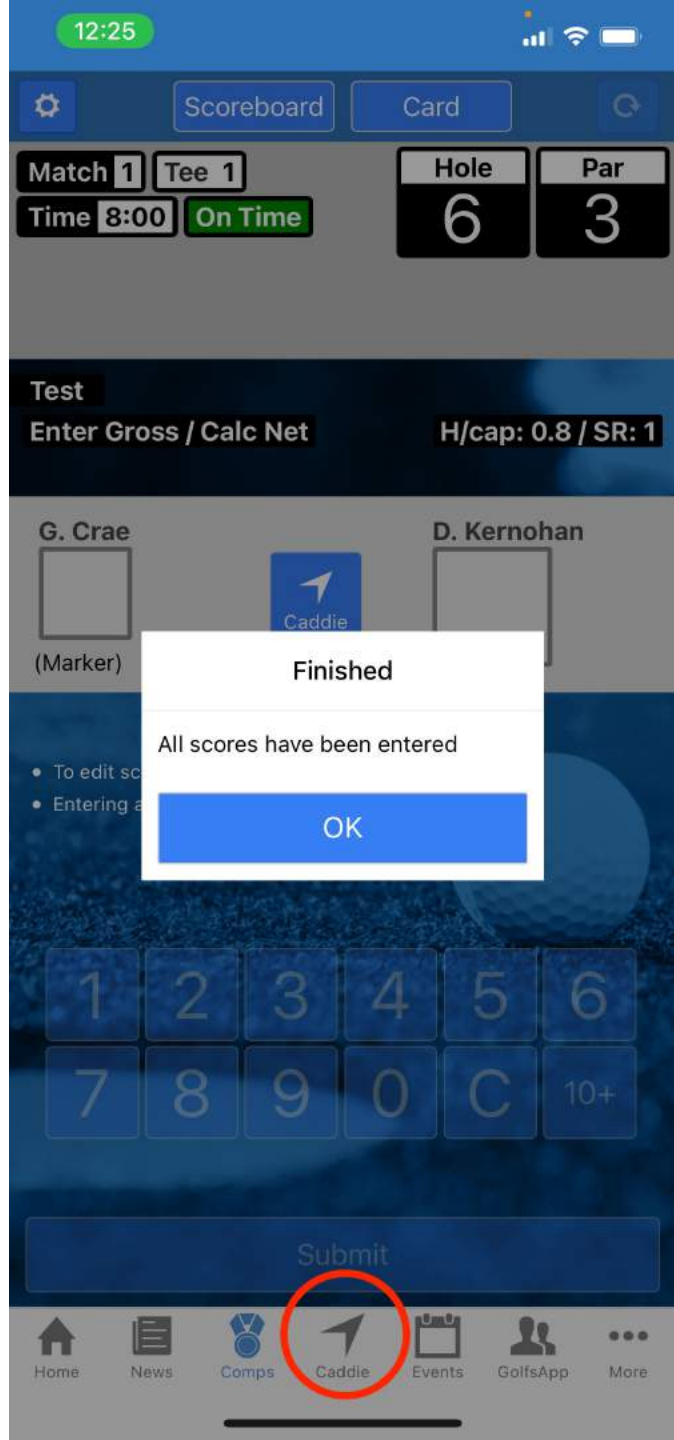 12:25
Scoreboard Card
Match 1 Tee 1
Hole Par
Time 8:00 On Time
6 3
Test
Enter Gross / Calc Net H/cap: 0.8 / SR: 1
G. Crae D. Kernohan
Caddie
(Marker)
Finished
All scores have been entered
• To edit sc
• Entering a
OK
1 2 3 4 5 6
7 8 9 0 C 10+
Submit
Home News Comps Caddie Events GolfsApp More